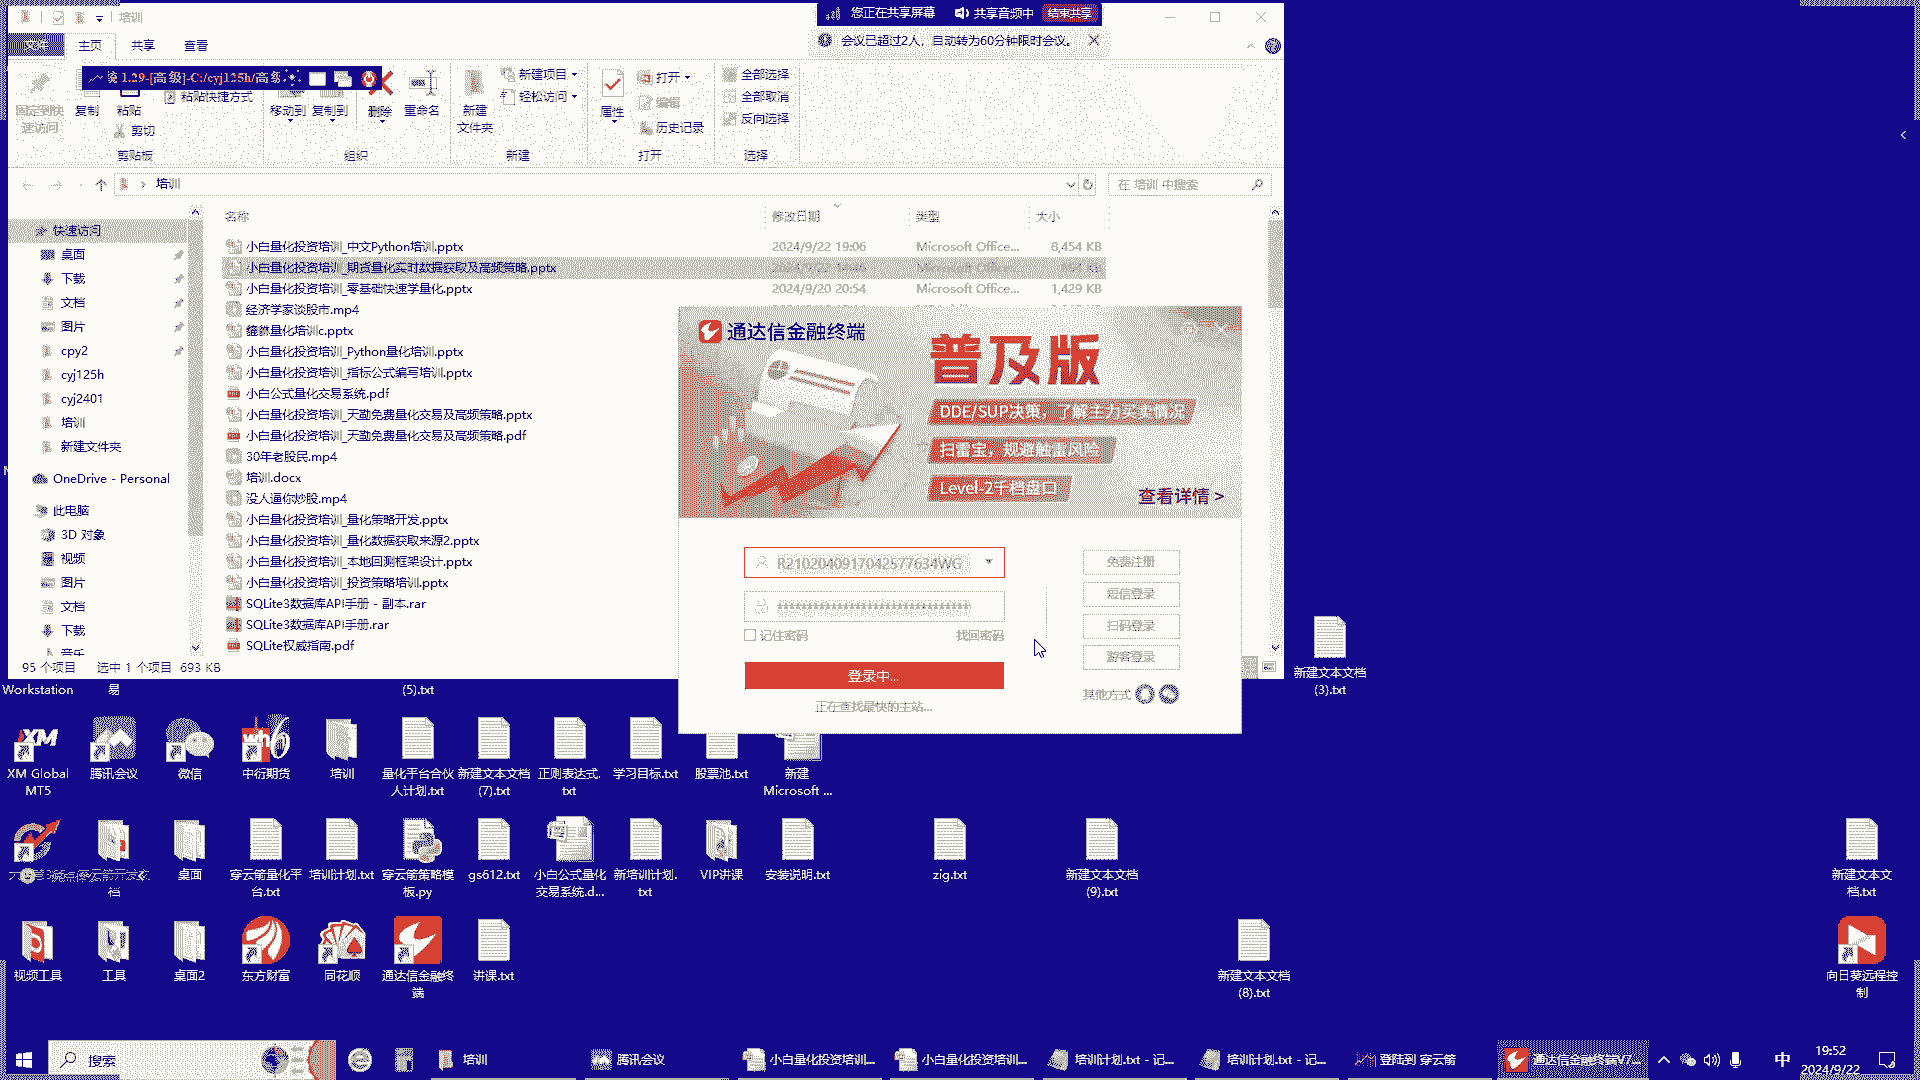 培训
您正在共享屏幕
共享音频中
结束共享
会议已超过2人，自动转为60分钟限时会议。
文件
主页
共享
查看
1.29-[高级]-C:/cyj125h/高级
固定到快速访问
复制
粘贴
粘贴快捷方式
剪切
移动到
复制到
删除
重命名
新建文件夹
新建项目
轻松访问
属性
打开
编辑
历史记录
全部选择
全部取消
反向选择
剪贴板
组织
新建
打开
选择
培训
在 培训 中搜索
快速访问
桌面
下载
文档
图片
cpy2
cyj125h
cyj2401
培训
新建文件夹
OneDrive - Personal
此电脑
3D 对象
视频
图片
文档
下载
音乐
名称 修改日期 类型 大小
小白量化投资培训_中文Python培训.pptx 2024/9/22 19:06 Microsoft Office... 8,454 KB
小白量化投资培训_期货量化实时数据获取及高频策略.pptx 2024/9/22 14:46 Microsoft Office... 694 KB
小白量化投资培训_零基础快速学量化.pptx 2024/9/20 20:54 Microsoft Office... 1,429 KB
经济学家谈股市.mp4
貔貅量化培训c.pptx
小白量化投资培训_Python量化培训.pptx
小白量化投资培训_指标公式编写培训.pptx
小白公式量化交易系统.pdf
小白量化投资培训_天勤免费量化交易及高频策略.pptx
小白量化投资培训_天勤免费量化交易及高频策略.pdf
30年老股民.mp4
培训.docx
没人逼你炒股.mp4
小白量化投资培训_量化策略开发.pptx
小白量化投资培训_量化数据获取来源2.pptx
小白量化投资培训_本地回测框架设计.pptx
小白量化投资培训_投资策略培训.pptx
SQLite3数据库API手册 - 副本.rar
SQLite3数据库API手册.rar
SQLite权威指南.pdf
95 个项目 选中 1 个项目 693 KB
通达信金融终端
普及版
DDE/SUP决策，了解主力买卖情况
扫雷宝，规避触雷风险
Level-2千档盘口
查看详情 >
R2102040917042577634WG
******************************
记住密码
找回密码
登录中...
正在查找最快的主站...
免费注册
短信登录
扫码登录
游客登录
其他方式
Workstation
易
(5).txt
新建文本文档(3).txt
XM Global MT5
腾讯会议
微信
中衍期货
培训
量化平台合伙人计划.txt
新建文本文档(7).txt
正则表达式.txt
学习目标.txt
股票池.txt
新建 Microsoft ...
桌面
穿云箭量化平台.txt
培训计划.txt
穿云箭策略模板.py
gs612.txt
小白公式量化交易系统.d...
新培训计划.txt
VIP讲课
安装说明.txt
zig.txt
新建文本文档(9).txt
新建文本文档.txt
视频工具
工具
桌面2
东方财富
同花顺
通达信金融终端
讲课.txt
新建文本文档(8).txt
向日葵远程控制
搜索
培训
腾讯会议
小白量化投资培训...
小白量化投资培训...
培训计划.txt - 记...
培训计划.txt - 记...
登陆到 穿云箭
通达信金融终端V7...
中
19:52
2024/9/22